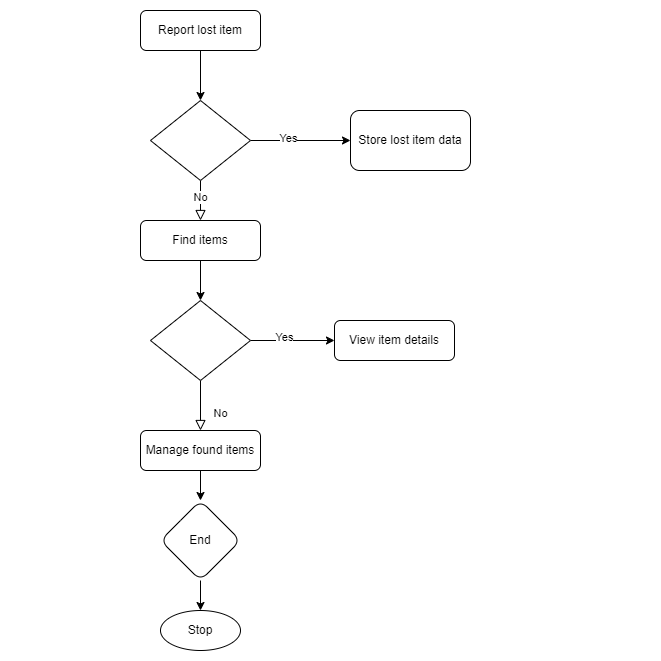 Report lost item
Yes
Store lost item data
No
Find items
Yes
View item details
No
Manage found items
End
Stop